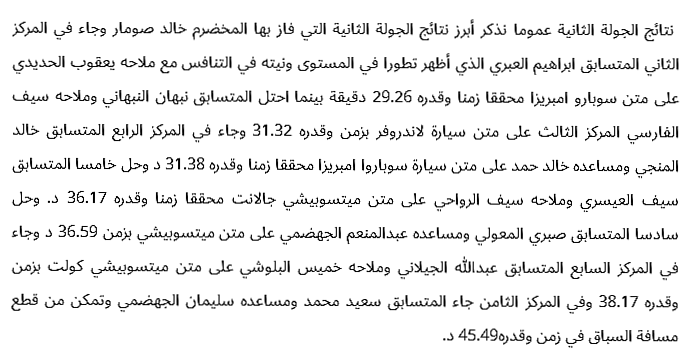 نتائج الجولة الثانية عموما نذكر أبرز نتائج الجولة الثانية التي فاز بها المخضرم خالد صومار وجاء في المركز
الثاني المتسابق ابراهيم العبري الذي أظهر تطورا في المستوى ونيته في التنافس مع ملاحه يعقوب الحديدي
على متن سوبارو امبريزا محققا زمنا وقدره 29.26 دقيقة بينما احتل المتسابق نبهان النبهاني وملاحه سيف
الفارسي المركز الثالث على متن سيارة لاندروفر بزمن وقدره 31.32 وجاء في المركز الرابع المتسابق خالد
المنجي ومساعده خالد حمد على متن سيارة سوباروا امبريزا محققا زمنا وقدره 31.38 د وحل خامسا المتسابق
سيف العيسري وملاحه سيف الرواحي على متن ميتسوبيشي جالانت محققا زمنا وقدره 36.17 د. وحل
سادسا المتسابق صبري المعولي ومساعده عبدالمنعم الجهضمي على متن ميتسوبيشي بزمن 36.59 د وجاء
في المركز السابع المتسابق عبدالله الجيلاني وملاحه خميس البلوشي على متن ميتسوبيشي كولت بزمن
وقدره 38.17 وفي المركز الثامن جاء المتسابق سعيد محمد ومساعده سليمان الجهضمي وتمكن من قطع
مسافة السباق في زمن وقدره45.49 د.